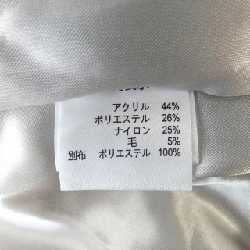 アクリル 44%
ポリエステル 26%
ナイロン 25%
毛 5%
別布 ポリエステル 100%